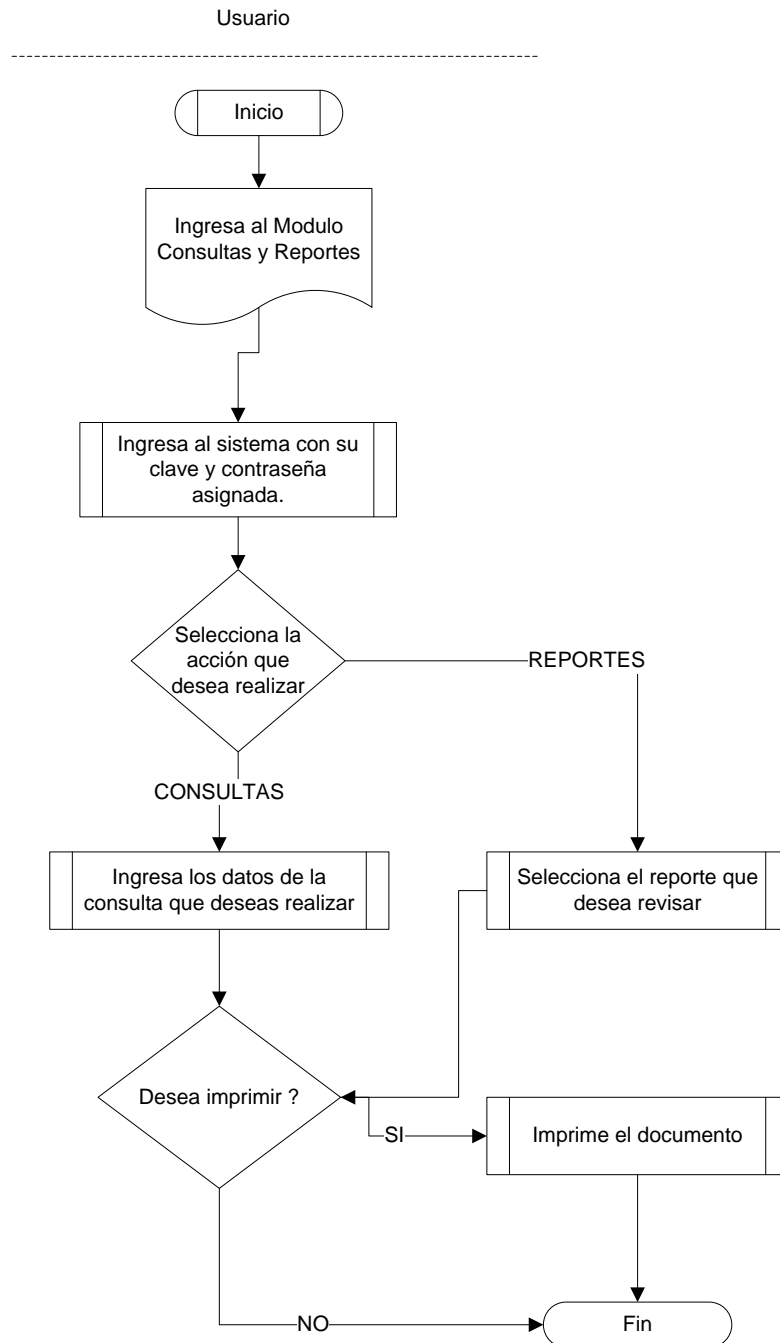 Usuario
Inicio
Ingresa al Modulo
Consultas y Reportes
Ingresa al sistema con su
clave y contraseña
asignada.
Selecciona la
acción que
desea realizar
REPORTES
CONSULTAS
Ingresa los datos de la
consulta que deseas realizar
Selecciona el reporte que
desea revisar
Desea imprimir ?
SI
Imprime el documento
NO
Fin